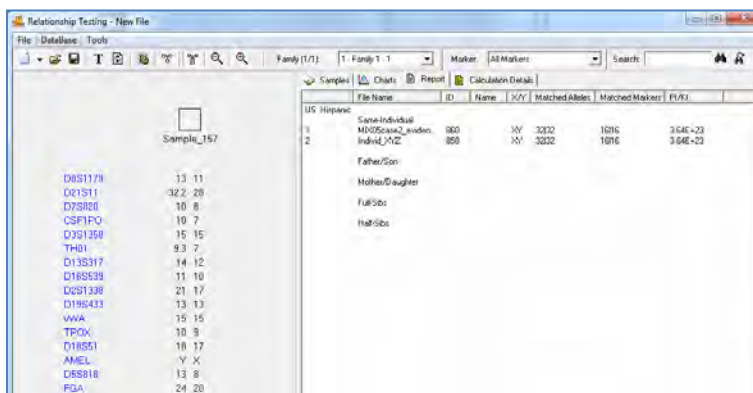 Relationship Testing - New File
File DataBase Tools
Family (1/1): 1 - Family 1 - 1 Marker: All Markers Search:
Samples Charts Report Calculation Details
File Name ID Name X/Y Matched Alleles Matched Markers PI/KI
US Hispanic
Same-Individual
1 MIX05case2_eviden 860 XY 32/32 16/16 3.64E+23
2 Individ_XYZ 850 XY 32/32 16/16 3.64E+23
Father/Son
Mother/Daughter
Full-Sibs
Half-Sibs
Sample_157
D8S1179 13 11
D21S11 32.2 28
D7S820 10 8
CSF1PO 10 7
D3S1358 15 15
TH01 9.3 7
D13S317 14 12
D16S539 11 10
D2S1338 21 17
D19S433 13 13
vWA 15 15
TPOX 10 9
D18S51 18 17
AMEL Y X
D5S818 13 8
FGA 24 20